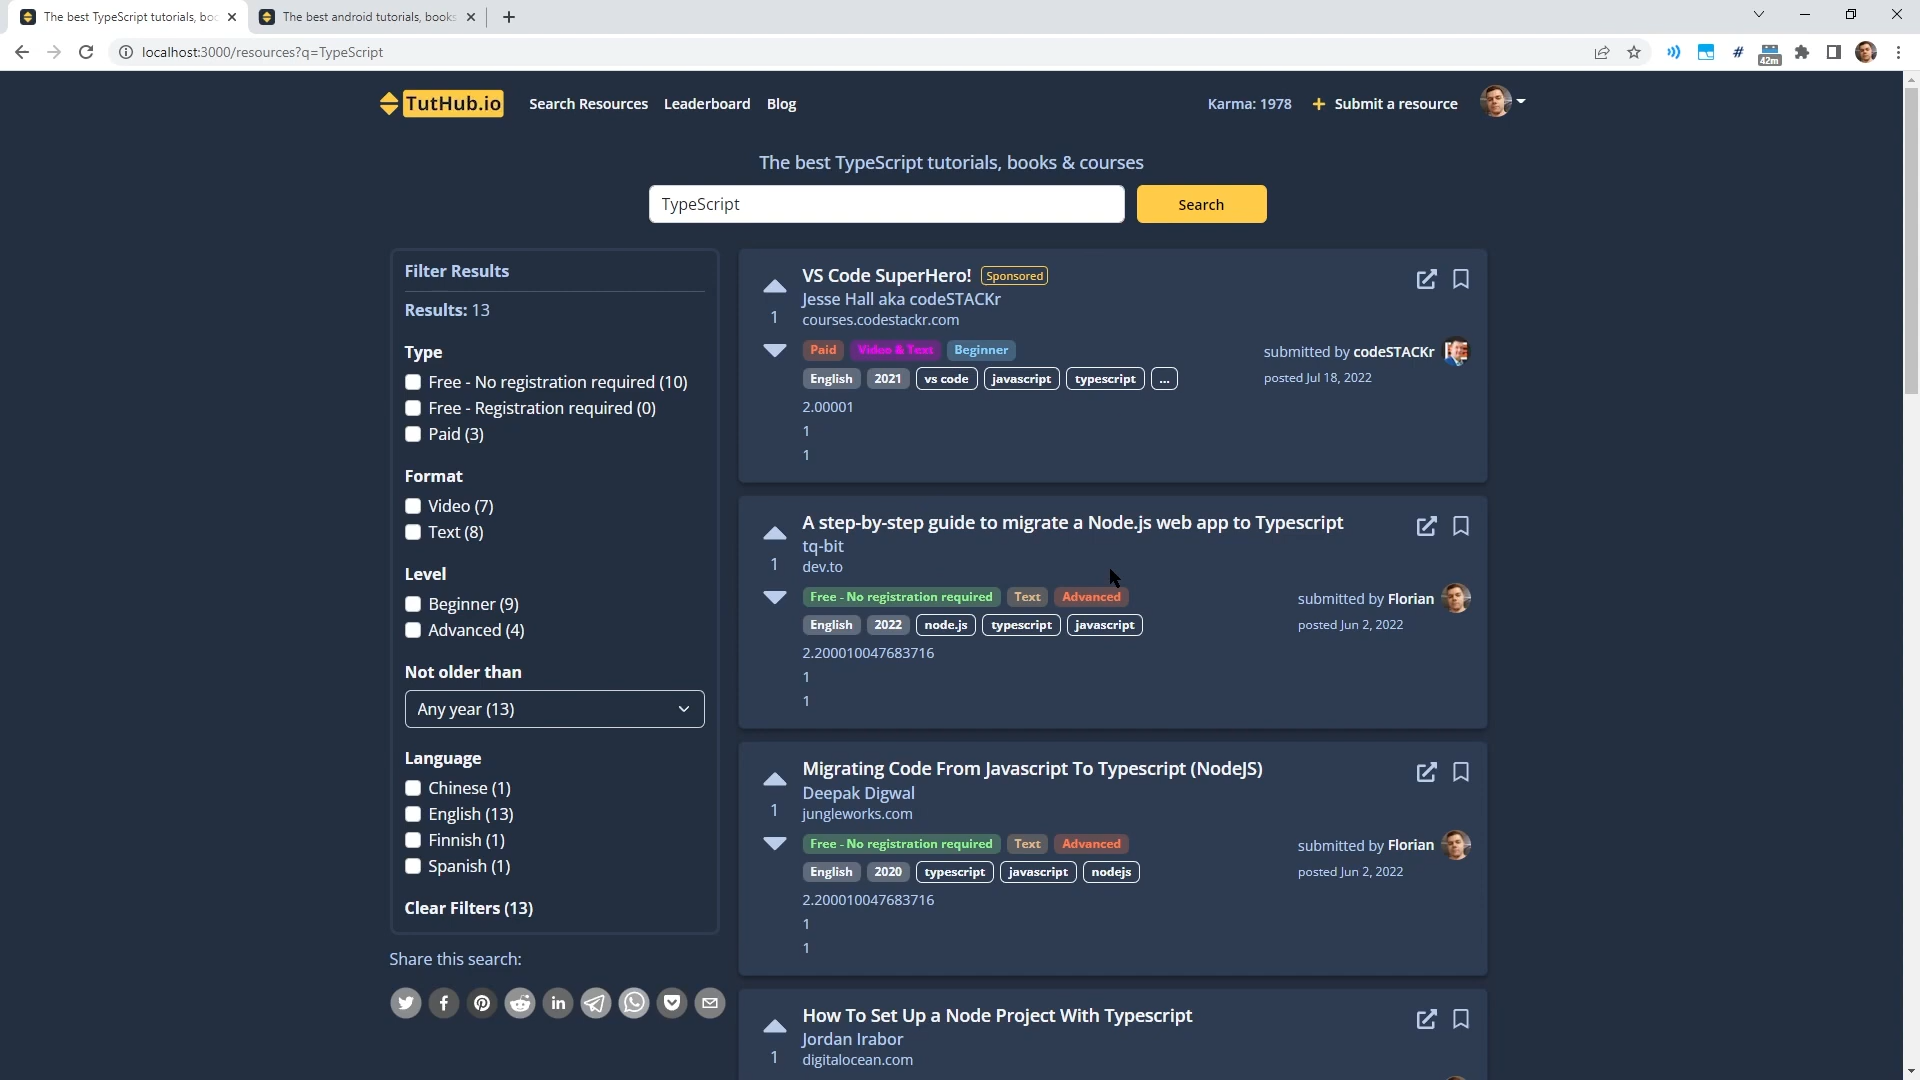 The best TypeScript tutorials, boo
The best android tutorials, books
localhost:3000/resources?q=TypeScript
42m
TutHub.io
Search Resources
Leaderboard
Blog
Karma: 1978
Submit a resource
The best TypeScript tutorials, books & courses
TypeScript
Search
Filter Results
Results: 13
Type
Free - No registration required (10)
Free - Registration required (0)
Paid (3)
Format
Video (7)
Text (8)
Level
Beginner (9)
Advanced (4)
Not older than
Any year (13)
Language
Chinese (1)
English (13)
Finnish (1)
Spanish (1)
Clear Filters (13)
Share this search:
VS Code SuperHero! Sponsored
Jesse Hall aka codeSTACKr
1
courses.codestackr.com
Paid Video & Text Beginner
submitted by codeSTACKr
English 2021 vs code javascript typescript ...
posted Jul 18, 2022
2.00001
1
1
A step-by-step guide to migrate a Node.js web app to Typescript
tq-bit
1
dev.to
Free - No registration required Text Advanced
submitted by Florian
English 2022 node.js typescript javascript
posted Jun 2, 2022
2.200010047683716
1
1
Migrating Code From Javascript To Typescript (NodeJS)
Deepak Digwal
1
jungleworks.com
Free - No registration required Text Advanced
submitted by Florian
English 2020 typescript javascript nodejs
posted Jun 2, 2022
2.200010047683716
1
1
How To Set Up a Node Project With Typescript
Jordan Irabor
1
digitalocean.com